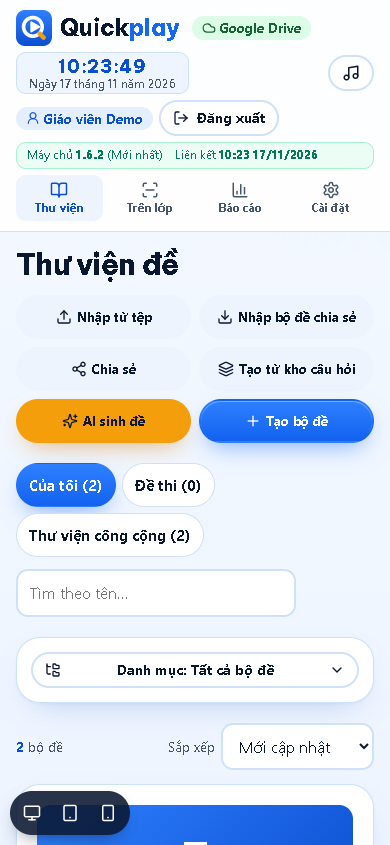 Quickplay
Google Drive
10:23:49
Ngày 17 tháng 11 năm 2026
Giáo viên Demo
Đăng xuất
Máy chủ 1.6.2 (Mới nhất) Liên kết 10:23 17/11/2026
Thư viện
Trên lớp
Báo cáo
Cài đặt
Thư viện đề
Nhập từ tệp
Nhập bộ đề chia sẻ
Chia sẻ
Tạo từ kho câu hỏi
AI sinh đề
Tạo bộ đề
Của tôi (2)
Đề thi (0)
Thư viện công cộng (2)
Tìm theo tên...
Danh mục: Tất cả bộ đề
2 bộ đề
Sắp xếp
Mới cập nhật